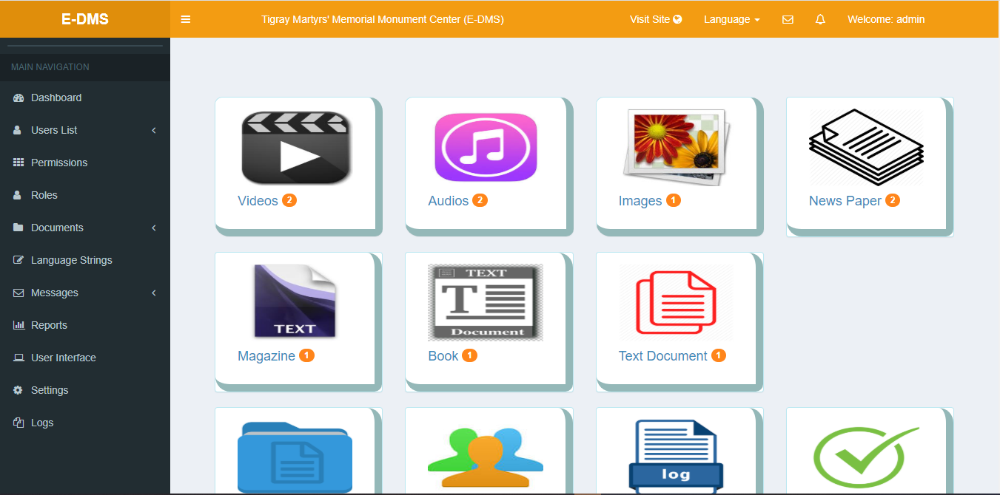 E-DMS
Tigray Martyrs' Memorial Monument Center (E-DMS)
Visit Site
Language
Welcome: admin
MAIN NAVIGATION
Dashboard
Users List
Permissions
Roles
Documents
Language Strings
Messages
Reports
User Interface
Settings
Logs
Videos 2
Audios 2
Images 1
News Paper 2
TEXT
Magazine 1
TEXT
T
Document
Book 1
Text Document 1
log